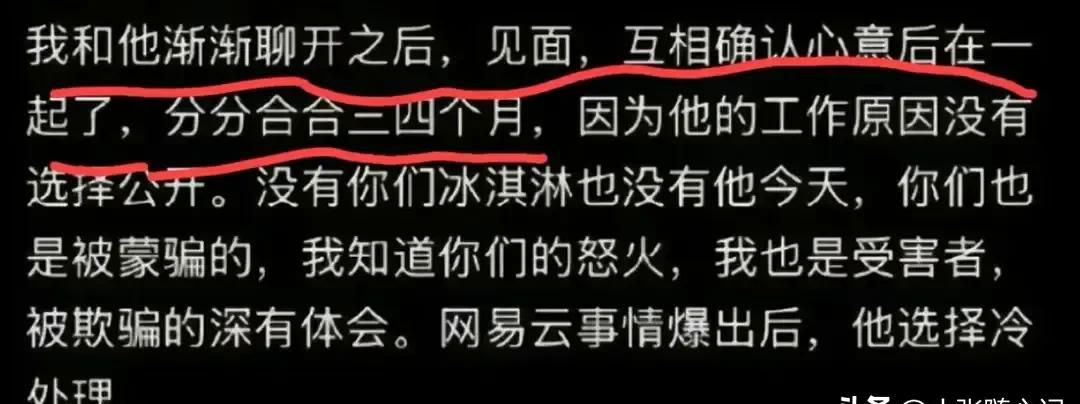 我和他渐渐聊开之后，见面，互相确认心意后在一
起了，分分合合三四个月，因为他的工作原因没有
选择公开。没有你们冰淇淋也没有他今天，你们也
是被蒙骗的，我知道你们的怒火，我也是受害者，
被欺骗的深有体会。网易云事情爆出后，他选择冷
处理